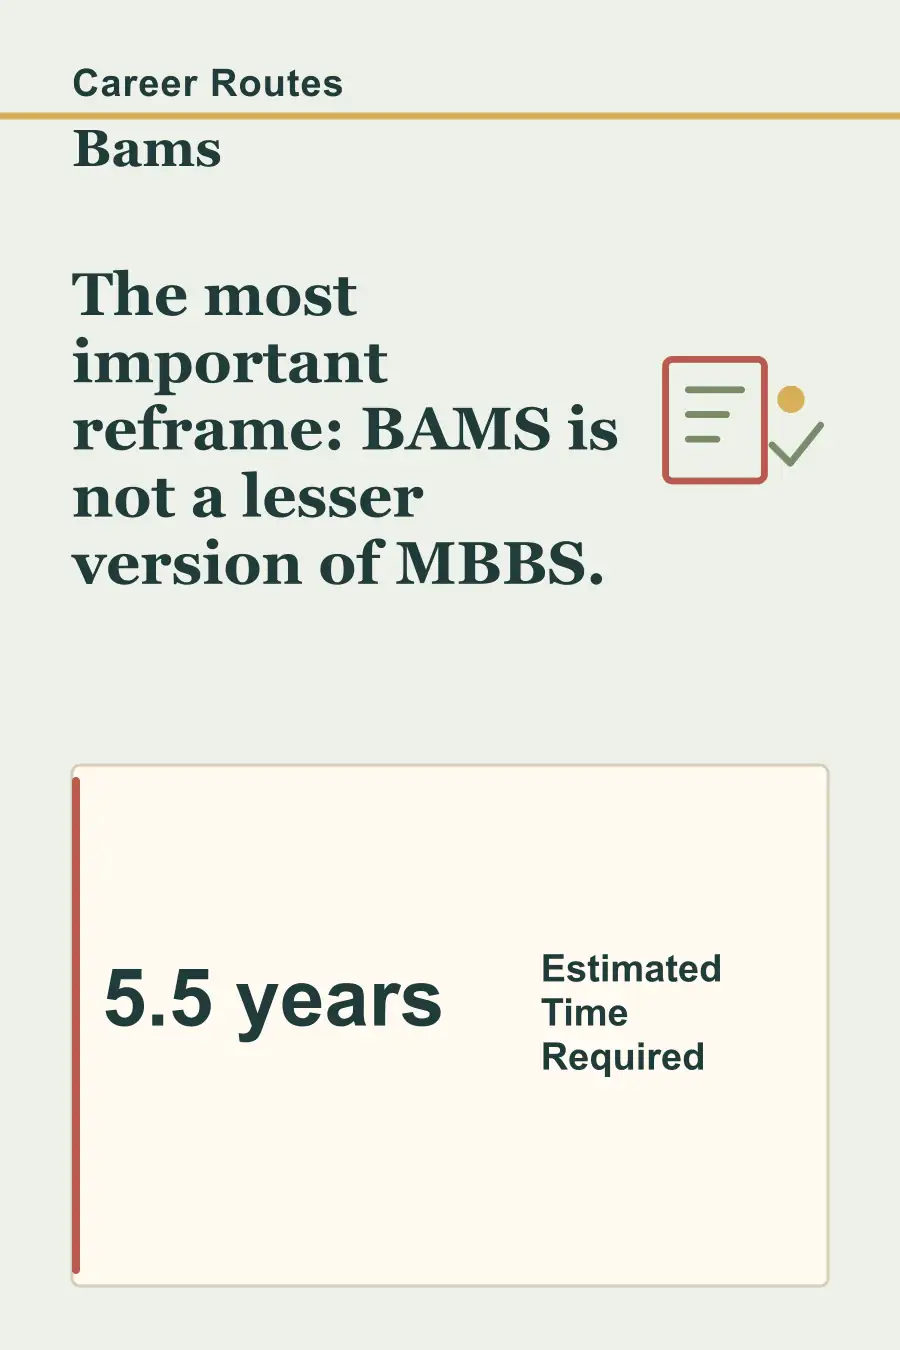 Career Routes
Bams
The most
important
reframe: BAMS is
not a lesser
version of MBBS.
5.5 years
Estimated
Time
Required